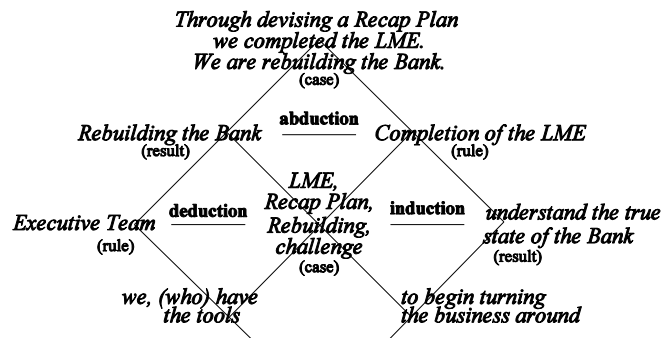 Through devising a Recap Plan
we completed the LME.
We are rebuilding the Bank.
(case)
abduction
Rebuilding the Bank
(result)
Completion of the LME
(rule)
LME,
Recap Plan,
Rebuilding,
challenge
(case)
deduction
induction
Executive Team
(rule)
understand the true
state of the Bank
(result)
we, (who) have
the tools
to begin turning
the business around